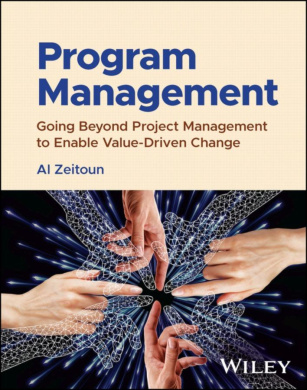 Program
Management
Going Beyond Project Management
to Enable Value-Driven Change
Al Zeitoun
WILEY